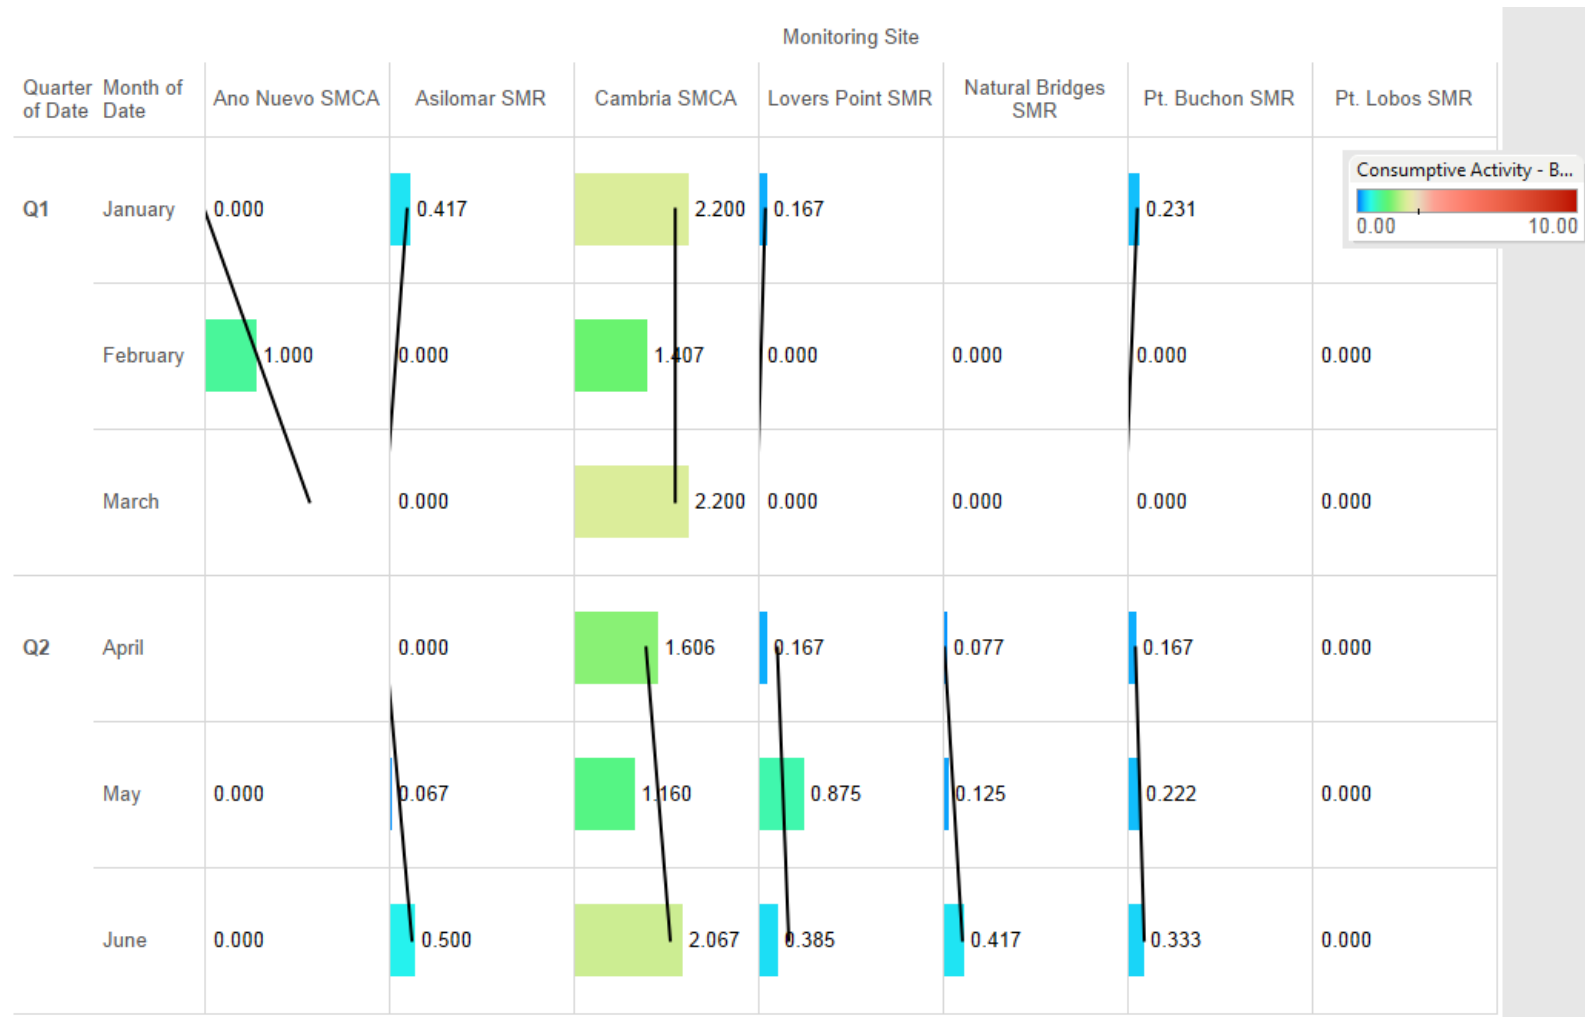 Monitoring Site
Quarter of Date Month of Date Ano Nuevo SMCA Asilomar SMR Cambria SMCA Lovers Point SMR Natural Bridges SMR Pt. Buchon SMR Pt. Lobos SMR
Consumptive Activity - B...
0.00 10.00
Q1 January 0.000 0.417 2.200 0.167 0.231
February 1.000 0.000 1.407 0.000 0.000 0.000 0.000
March 0.000 2.200 0.000 0.000 0.000 0.000
Q2 April 0.000 1.606 0.167 0.077 0.167 0.000
May 0.000 0.067 1.160 0.875 0.125 0.222 0.000
June 0.000 0.500 2.067 0.385 0.417 0.333 0.000